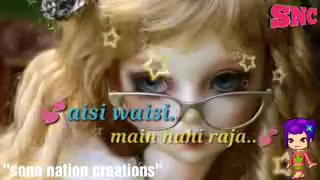 SNC
💕aisi waisi..
main nahi raja..💕
"sona nation creations"